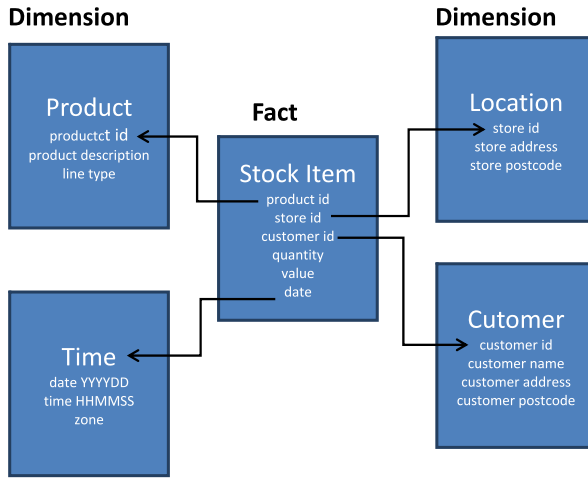 Dimension
Dimension
Product
productct id
product description
line type
Fact
Stock Item
product id
store id
customer id
quantity
value
date
Location
store id
store address
store postcode
Time
date YYYYDD
time HHMMSS
zone
Cutomer
customer id
customer name
customer address
customer postcode